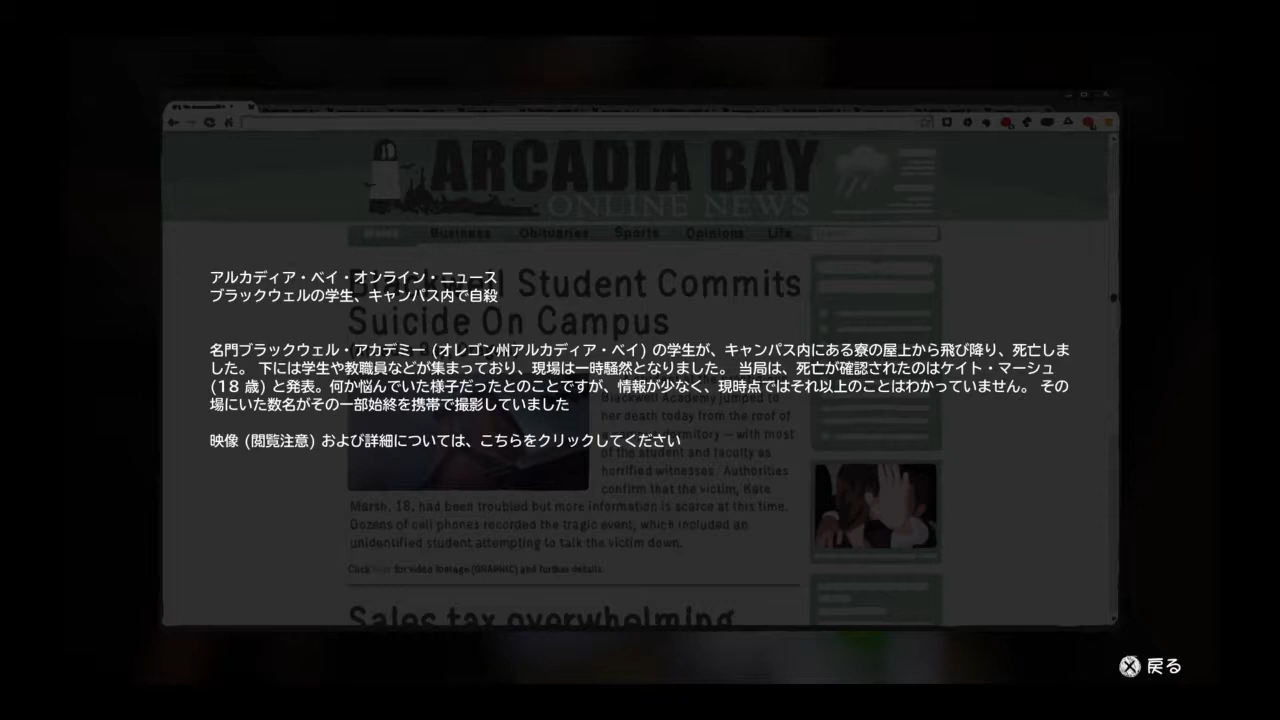 ARCADIA BAY
ONLINE NEWS
Home Business Obituaries Sports Opinions Life
アルカディア・ベイ・オンライン・ニュース
ブラックウェルの学生、キャンパス内で自殺
Blackwell Student Commits
Suicide On Campus
名門ブラックウェル・アカデミー (オレゴン州アルカディア・ベイ) の学生が、キャンパス内にある寮の屋上から飛び降り、死亡しま
した。 下には学生や教職員などが集まっており、現場は一時騒然となりました。 当局は、死亡が確認されたのはケイト・マーシュ
(18 歳) と発表。何か悩んでいた様子だったとのことですが、情報が少なく、現時点ではそれ以上のことはわかっていません。 その
場にいた数名がその一部始終を携帯で撮影していました
映像 (閲覧注意) および詳細については、こちらをクリックしてください
Blackwell Academy jumped to
her death today from the roof of
a campus dormitory – with most
of the student and faculty as
horrified witnesses. Authorities
confirm that the victim, Kate
Marsh, 18, had been troubled but more information is scarce at this time.
Dozens of cell phones recorded the tragic event, which included an
unidentified student attempting to talk the victim down.
Click here for video footage (GRAPHIC) and further details.
Sales tax overwhelming
戻る